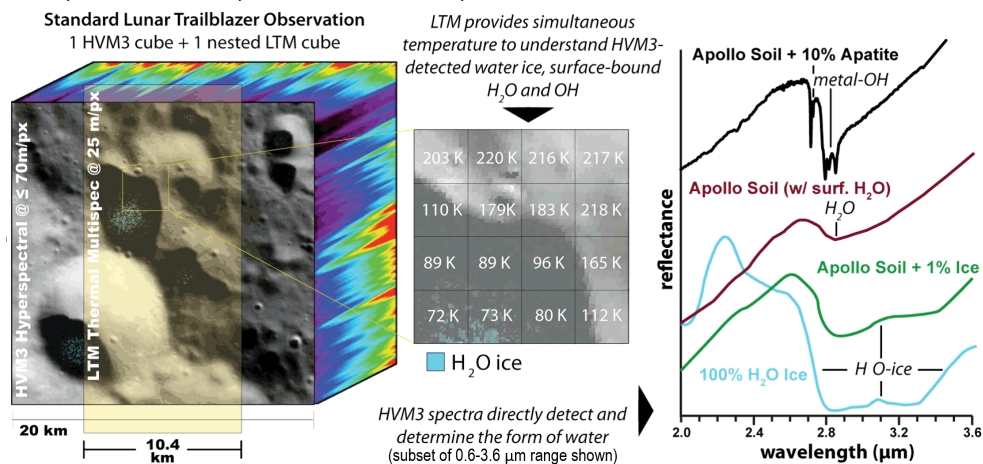 Standard Lunar Trailblazer Observation
1 HVM3 cube + 1 nested LTM cube
HVM3 Hyperspectral @ ≤ 70m/px
LTM Thermal Multispec @ 25 m/px
20 km
10.4
km
LTM provides simultaneous
temperature to understand HVM3-
detected water ice, surface-bound
H₂O and OH
203 K 220 K 216 K 217 K
110 K 179K 183 K 218 K
89 K 89 K 96 K 165 K
72 K 73 K 80 K 112 K
H₂O ice
HVM3 spectra directly detect and
determine the form of water
(subset of 0.6-3.6 μm range shown)
reflectance
Apollo Soil + 10% Apatite
metal-OH
Apollo Soil (w/ surf. H₂O)
H₂O
Apollo Soil + 1% Ice
H O-ice
100% H₂O Ice
2.0 2.4 2.8 3.2 3.6
wavelength (μm)